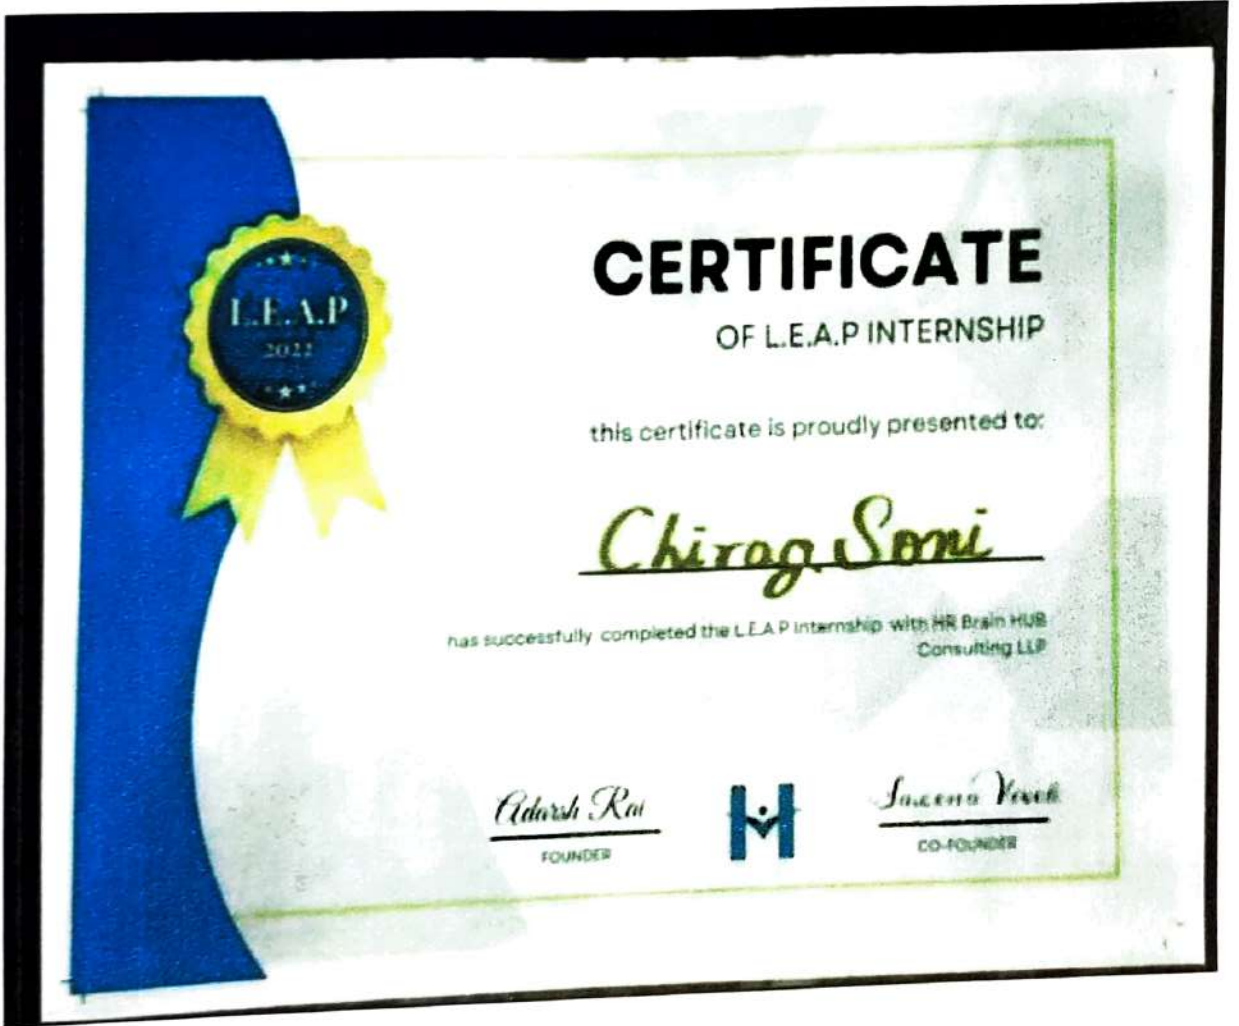 L.E.A.P
2022
CERTIFICATE
OF L.E.A.P INTERNSHIP
this certificate is proudly presented to:
Chirag Soni
has successfully completed the L.E.A.P Internship with HR Brain HUB
Consulting LLP
Adarsh Rai
FOUNDER
CO-FOUNDER